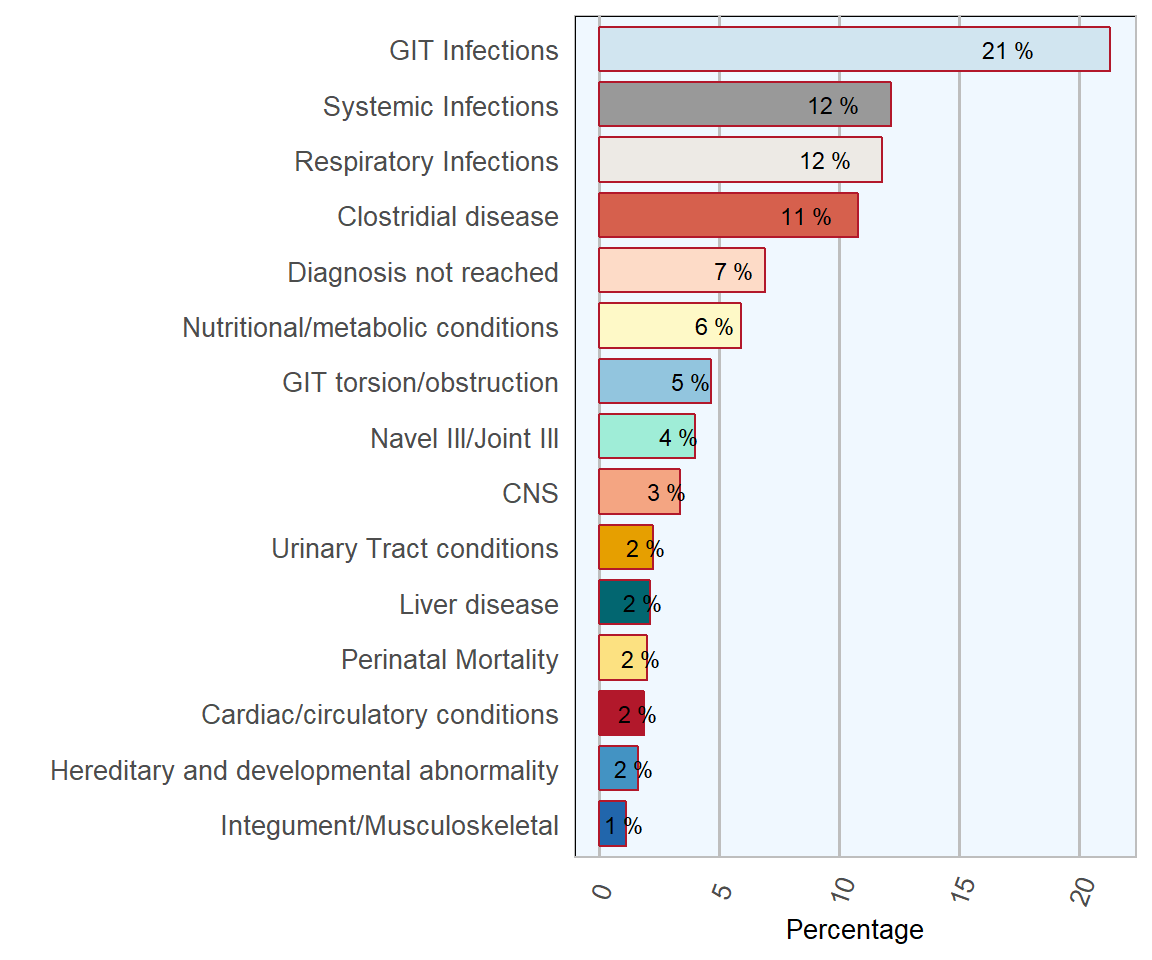 GIT Infections 21 %
Systemic Infections 12 %
Respiratory Infections 12 %
Clostridial disease 11 %
Diagnosis not reached 7 %
Nutritional/metabolic conditions 6 %
GIT torsion/obstruction 5 %
Navel Ill/Joint Ill 4 %
CNS 3 %
Urinary Tract conditions 2 %
Liver disease 2 %
Perinatal Mortality 2 %
Cardiac/circulatory conditions 2 %
Hereditary and developmental abnormality 2 %
Integument/Musculoskeletal 1 %
0 5 10 15 20
Percentage